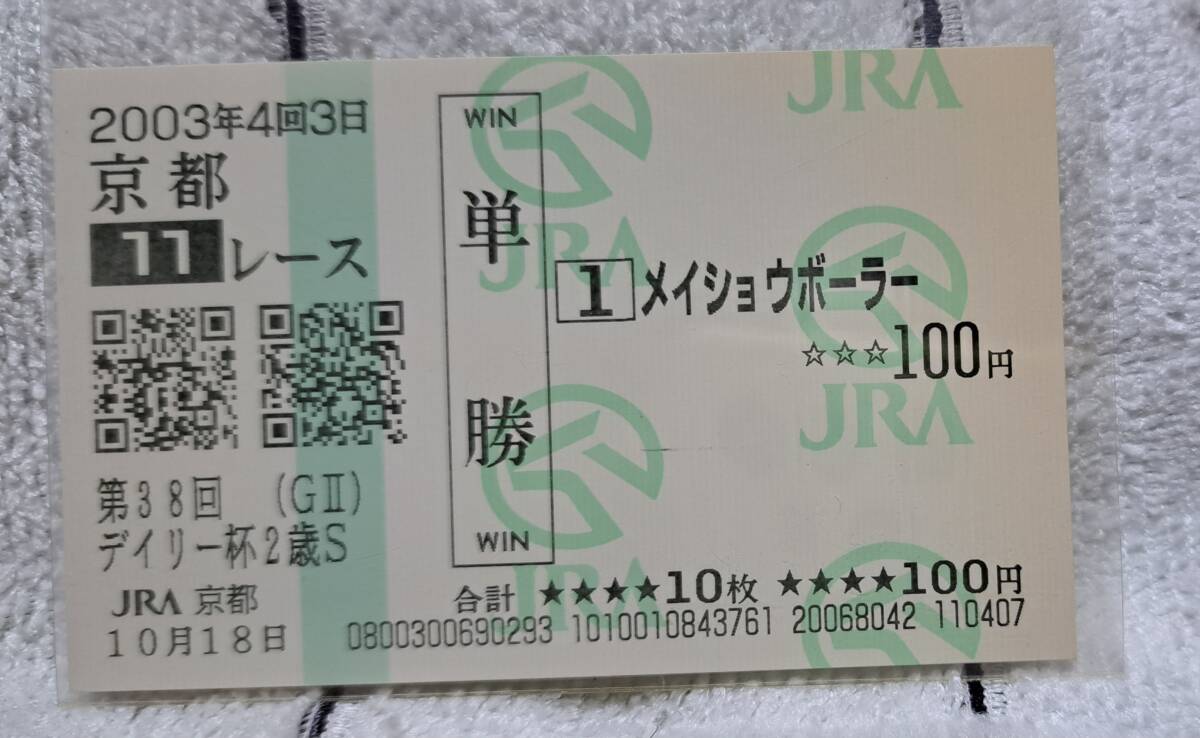 2003年4回3日
京都
11レース
第38回 (GⅡ)
デイリー杯2歳S
JRA 京都
10月18日
WIN
単勝
WIN
1 メイショウボーラー
☆☆☆100円
合計 ★★★★10枚 ★★★★100円
0800300690293 1010010843761 20068042 110407
JRA
JRA
JRA
JRA